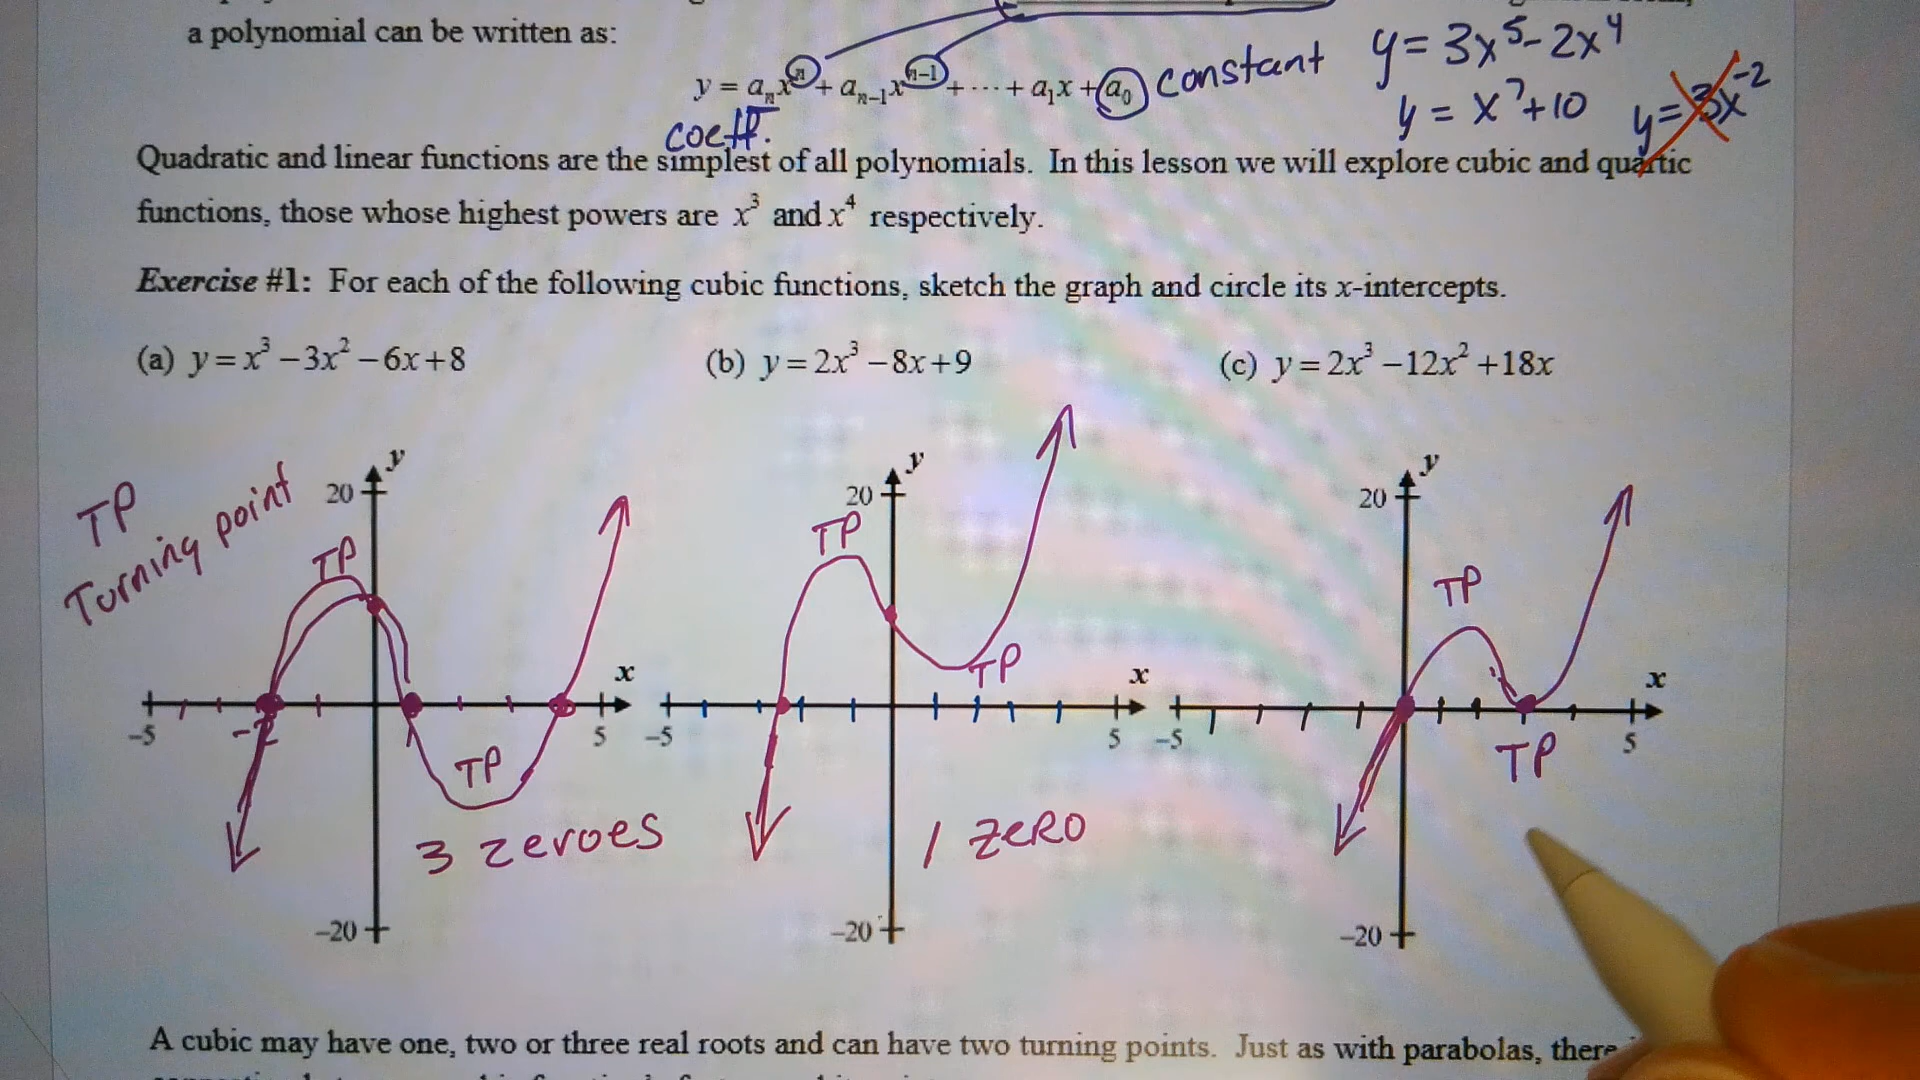 a polynomial can be written as:
y = aₙxⁿ + aₙ₋₁xⁿ⁻¹ + ··· + a₁x + a₀ constant
coeff.
y = 3x⁵ - 2x⁴
y = x⁷ + 10
y = 3x⁻²
Quadratic and linear functions are the simplest of all polynomials. In this lesson we will explore cubic and quartic
functions, those whose highest powers are x³ and x⁴ respectively.
Exercise #1: For each of the following cubic functions, sketch the graph and circle its x-intercepts.
(a) y = x³ − 3x² − 6x + 8
(b) y = 2x³ − 8x + 9
(c) y = 2x³ − 12x² + 18x
TP
Turning point
y
20
TP
x
-5
-2
5
TP
3 zeroes
-20
y
20
TP
TP
x
-5
5
1 zero
-20
y
20
TP
x
-5
5
TP
-20
A cubic may have one, two or three real roots and can have two turning points. Just as with parabolas, there